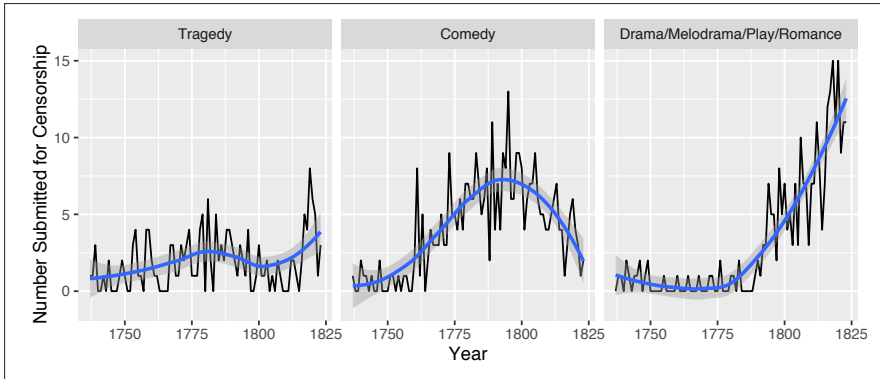 Tragedy
Comedy
Drama/Melodrama/Play/Romance
Number Submitted for Censorship
15
10
5
0
1750 1775 1800 1825
1750 1775 1800 1825
1750 1775 1800 1825
Year